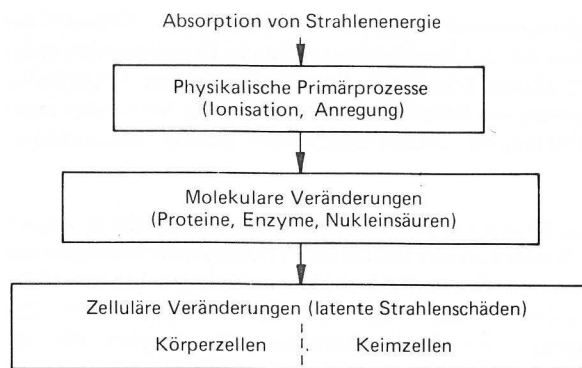 Absorption von Strahlenenergie
Physikalische Primärprozesse
(Ionisation, Anregung)
Molekulare Veränderungen
(Proteine, Enzyme, Nukleinsäuren)
Zelluläre Veränderungen (latente Strahlenschäden)
Körperzellen Keimzellen